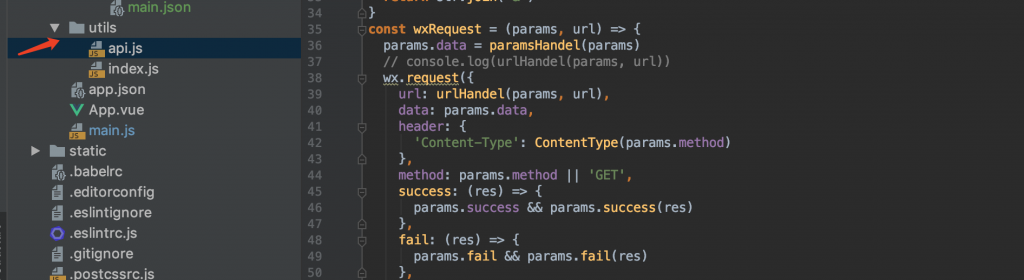 main.json
utils
api.js
index.js
app.json
App.vue
main.js
static
.babelrc
.editorconfig
.eslintignore
.eslintrc.js
.gitignore
.postcssrc.js
34 }
35 const wxRequest = (params, url) => {
36 params.data = paramsHandel(params)
37 // console.log(urlHandel(params, url))
38 wx.request({
39 url: urlHandel(params, url),
40 data: params.data,
41 header: {
42 'Content-Type': ContentType(params.method)
43 },
44 method: params.method || 'GET',
45 success: (res) => {
46 params.success && params.success(res)
47 },
48 fail: (res) => {
49 params.fail && params.fail(res)
50 },